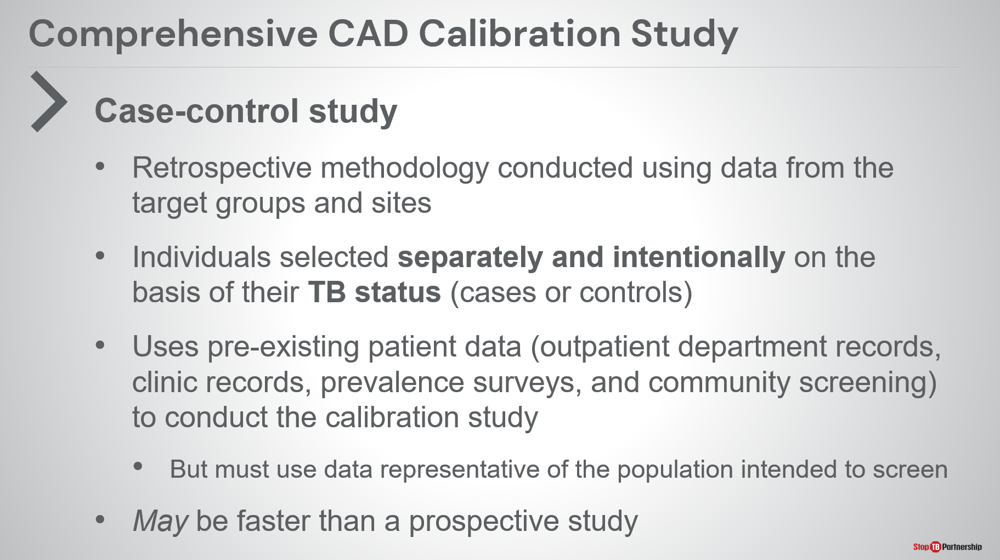 Comprehensive CAD Calibration Study
Case-control study
• Retrospective methodology conducted using data from the
target groups and sites
• Individuals selected separately and intentionally on the
basis of their TB status (cases or controls)
• Uses pre-existing patient data (outpatient department records,
clinic records, prevalence surveys, and community screening)
to conduct the calibration study
• But must use data representative of the population intended to screen
• May be faster than a prospective study
Stop TB Partnership